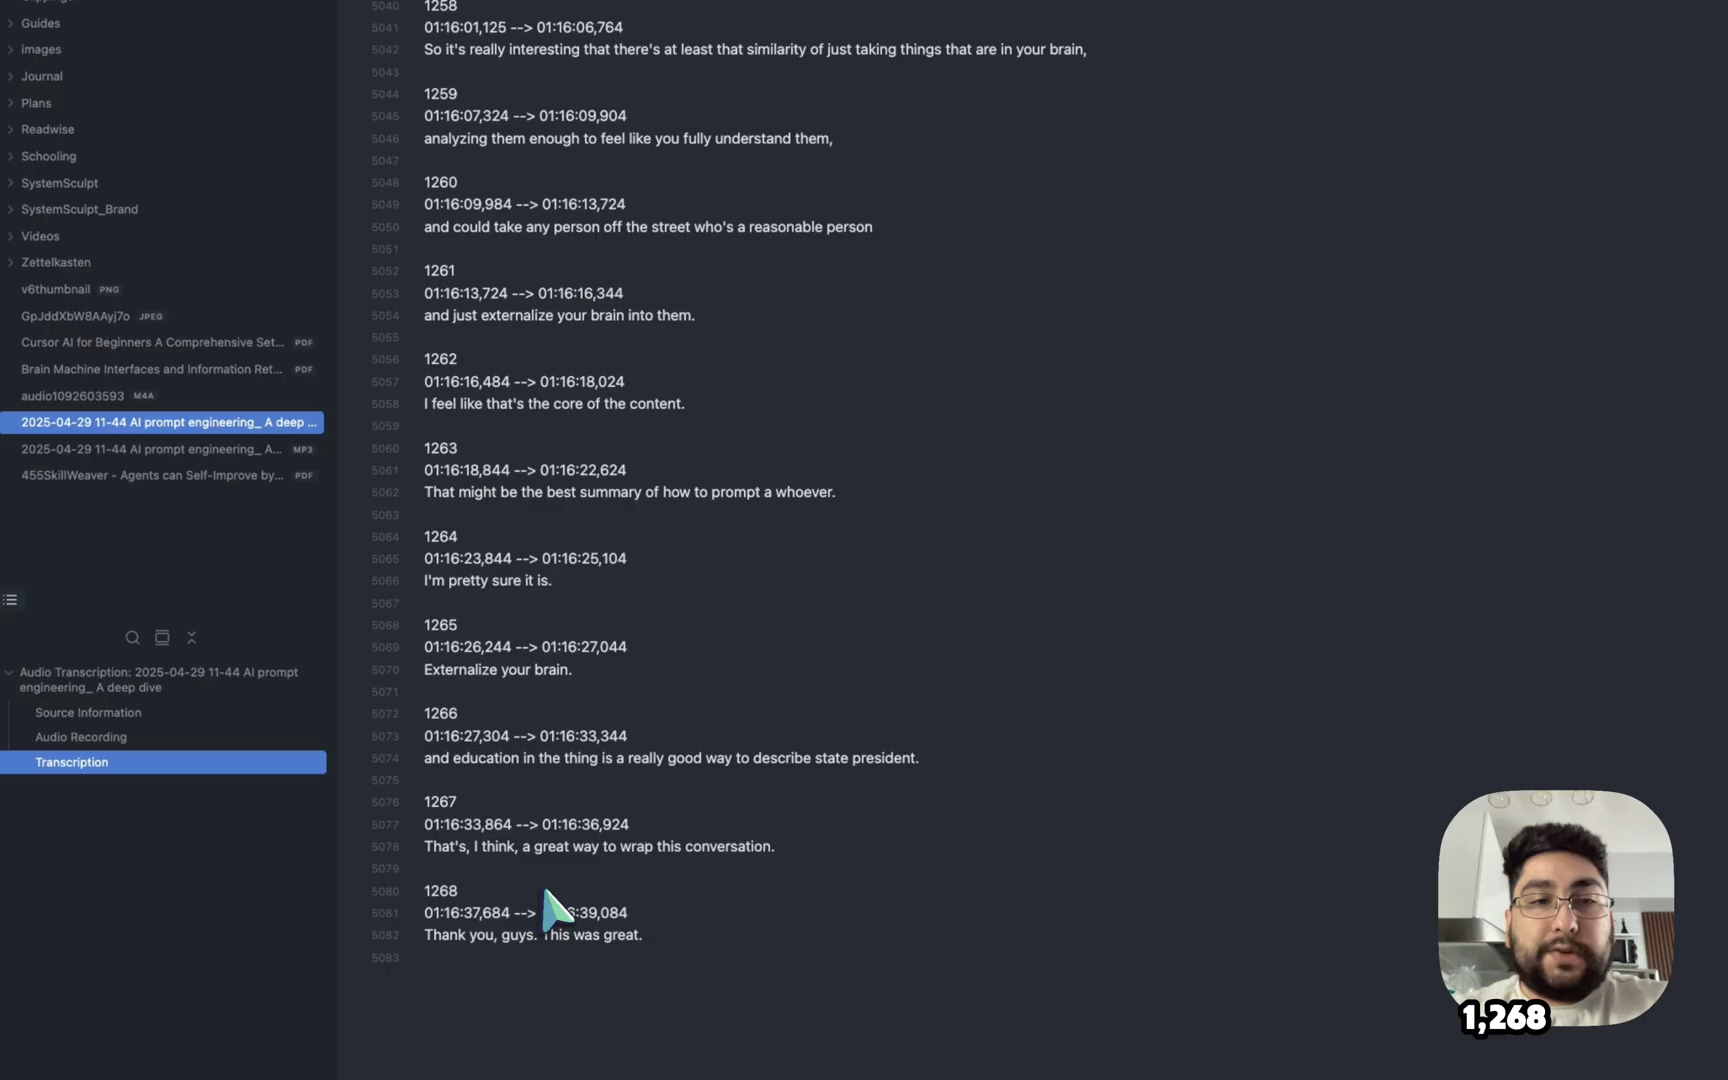 Guides
images
Journal
Plans
Readwise
Schooling
SystemSculpt
SystemSculpt_Brand
Videos
Zettelkasten
v6thumbnail PNG
GpJddXbW8AAyj7o JPEG
Cursor AI for Beginners A Comprehensive Set... PDF
Brain Machine Interfaces and Information Ret... PDF
audio1092603593 M4A
2025-04-29 11-44 AI prompt engineering_ A deep ...
2025-04-29 11-44 AI prompt engineering_ A... MP3
455SkillWeaver - Agents can Self-Improve by... PDF
Audio Transcription: 2025-04-29 11-44 AI prompt
engineering_ A deep dive
Source Information
Audio Recording
Transcription
5040 1258
5041 01:16:01,125 --> 01:16:06,764
5042 So it's really interesting that there's at least that similarity of just taking things that are in your brain,
5043
5044 1259
5045 01:16:07,324 --> 01:16:09,904
5046 analyzing them enough to feel like you fully understand them,
5047
5048 1260
5049 01:16:09,984 --> 01:16:13,724
5050 and could take any person off the street who's a reasonable person
5051
5052 1261
5053 01:16:13,724 --> 01:16:16,344
5054 and just externalize your brain into them.
5055
5056 1262
5057 01:16:16,484 --> 01:16:18,024
5058 I feel like that's the core of the content.
5059
5060 1263
5061 01:16:18,844 --> 01:16:22,624
5062 That might be the best summary of how to prompt a whoever.
5063
5064 1264
5065 01:16:23,844 --> 01:16:25,104
5066 I'm pretty sure it is.
5067
5068 1265
5069 01:16:26,244 --> 01:16:27,044
5070 Externalize your brain.
5071
5072 1266
5073 01:16:27,304 --> 01:16:33,344
5074 and education in the thing is a really good way to describe state president.
5075
5076 1267
5077 01:16:33,864 --> 01:16:36,924
5078 That's, I think, a great way to wrap this conversation.
5079
5080 1268
5081 01:16:37,684 --> :39,084
5082 Thank you, guys. This was great.
5083
1,268